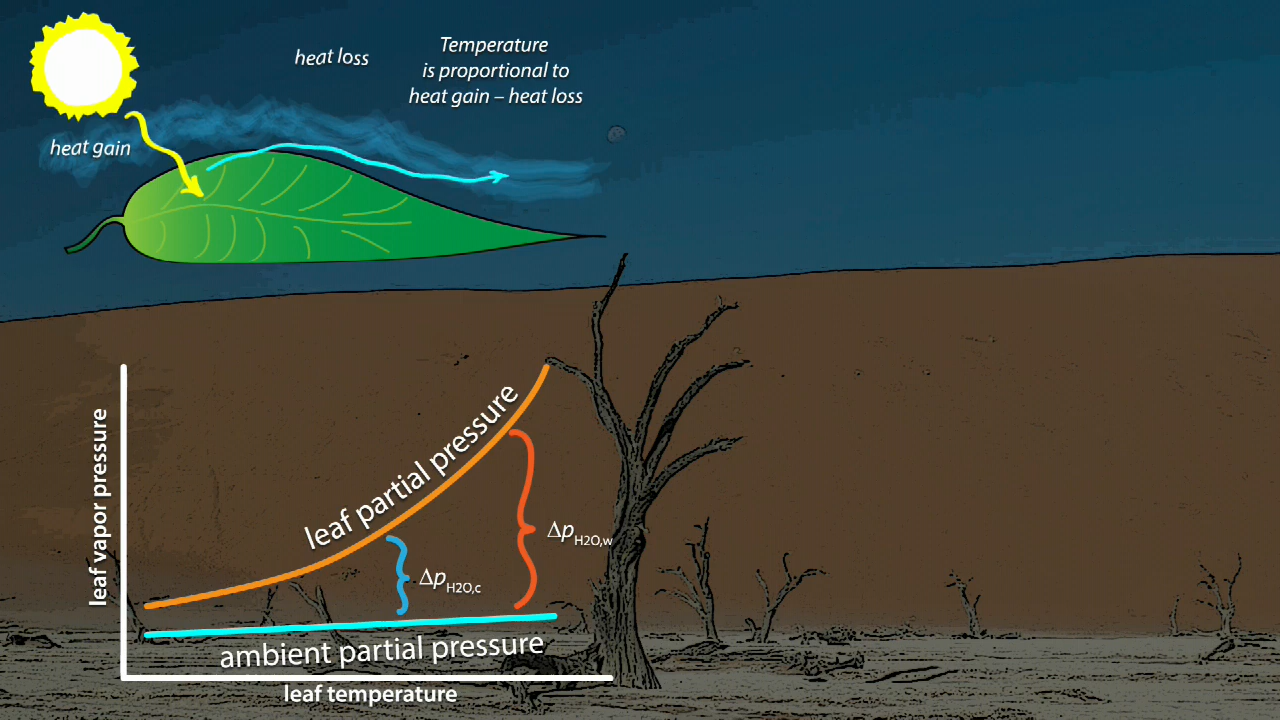 heat loss
Temperature
is proportional to
heat gain – heat loss
heat gain
leaf vapor pressure
leaf partial pressure
Δp H2O,w
Δp H2O,c
ambient partial pressure
leaf temperature